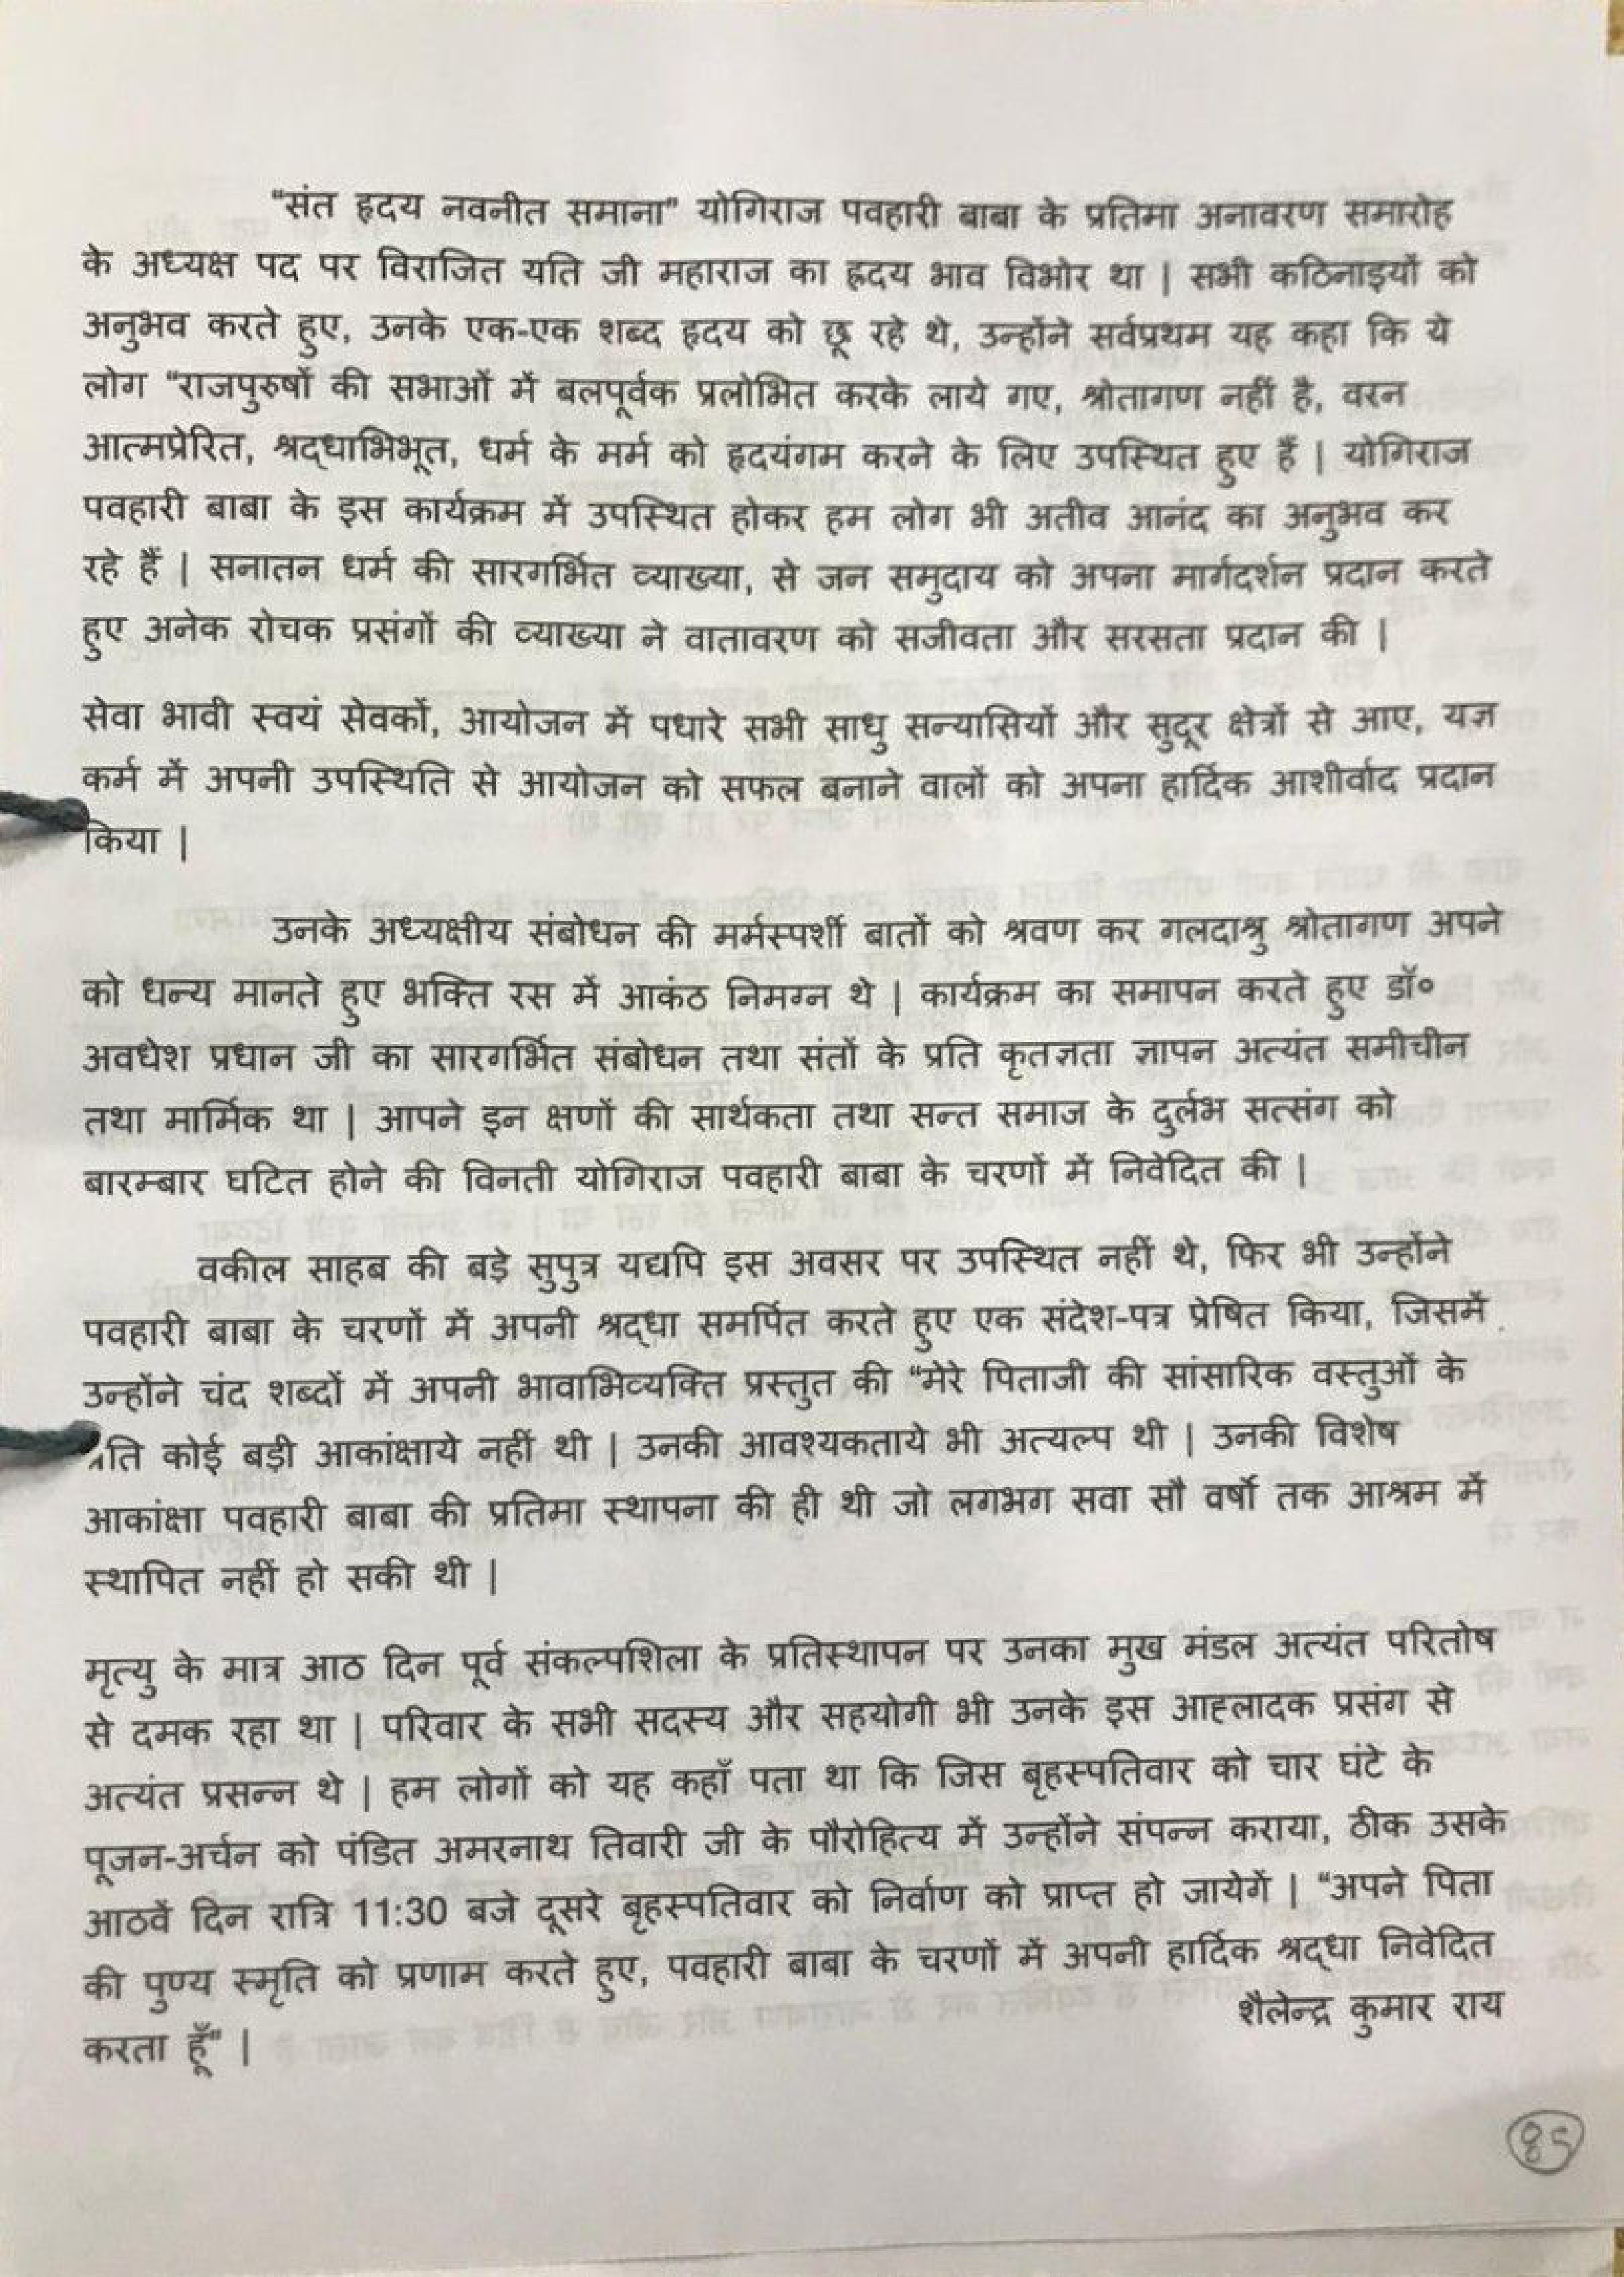 “संत हृदय नवनीत समाना” योगिराज पवहारी बाबा के प्रतिमा अनावरण समारोह
के अध्यक्ष पद पर विराजित यति जी महाराज का ह्रदय भाव विभोर था | सभी कठिनाइयों को
अनुभव करते हुए, उनके एक-एक शब्द हृदय को छू रहे थे, उन्होंने सर्वप्रथम यह कहा कि ये
लोग “राजपुरुषों की सभाओं में बलपूर्वक प्रलोभित करके लाये गए, श्रोतागण नहीं है, वरन
आत्मप्रेरित, श्रद्धाभिभूत, धर्म के मर्म को हृदयंगम करने के लिए उपस्थित हुए हैं | योगिराज
पवहारी बाबा के इस कार्यक्रम में उपस्थित होकर हम लोग भी अतीव आनंद का अनुभव कर
रहे हैं | सनातन धर्म की सारगर्भित व्याख्या, से जन समुदाय को अपना मार्गदर्शन प्रदान करते
हुए अनेक रोचक प्रसंगों की व्याख्या ने वातावरण को सजीवता और सरसता प्रदान की |
सेवा भावी स्वयं सेवकों, आयोजन में पधारे सभी साधु सन्यासियों और सुदूर क्षेत्रों से आए, यज्ञ
कर्म में अपनी उपस्थिति से आयोजन को सफल बनाने वालों को अपना हार्दिक आशीर्वाद प्रदान
किया |
उनके अध्यक्षीय संबोधन की मर्मस्पर्शी बातों को श्रवण कर गलदाश्रु श्रोतागण अपने
को धन्य मानते हुए भक्ति रस में आकंठ निमग्न थे | कार्यक्रम का समापन करते हुए डॉ०
अवधेश प्रधान जी का सारगर्भित संबोधन तथा संतों के प्रति कृतज्ञता ज्ञापन अत्यंत समीचीन
तथा मार्मिक था | आपने इन क्षणों की सार्थकता तथा सन्त समाज के दुर्लभ सत्संग को
बारम्बार घटित होने की विनती योगिराज पवहारी बाबा के चरणों में निवेदित की |
वकील साहब की बड़े सुपुत्र यद्यपि इस अवसर पर उपस्थित नहीं थे, फिर भी उन्होंने
पवहारी बाबा के चरणों में अपनी श्रद्धा समर्पित करते हुए एक संदेश-पत्र प्रेषित किया, जिसमें
उन्होंने चंद शब्दों में अपनी भावाभिव्यक्ति प्रस्तुत की “मेरे पिताजी की सांसारिक वस्तुओं के
प्रति कोई बड़ी आकांक्षाये नहीं थी | उनकी आवश्यकताये भी अत्यल्प थी | उनकी विशेष
आकांक्षा पवहारी बाबा की प्रतिमा स्थापना की ही थी जो लगभग सवा सौ वर्षो तक आश्रम में
स्थापित नहीं हो सकी थी |
मृत्यु के मात्र आठ दिन पूर्व संकल्पशिला के प्रतिस्थापन पर उनका मुख मंडल अत्यंत परितोष
से दमक रहा था | परिवार के सभी सदस्य और सहयोगी भी उनके इस आह्लादक प्रसंग से
अत्यंत प्रसन्न थे | हम लोगों को यह कहाँ पता था कि जिस बृहस्पतिवार को चार घंटे के
पूजन-अर्चन को पंडित अमरनाथ तिवारी जी के पौरोहित्य में उन्होंने संपन्न कराया, ठीक उसके
आठवें दिन रात्रि 11:30 बजे दूसरे बृहस्पतिवार को निर्वाण को प्राप्त हो जायेगें | “अपने पिता
की पुण्य स्मृति को प्रणाम करते हुए, पवहारी बाबा के चरणों में अपनी हार्दिक श्रद्धा निवेदित
करता हूँ” |
शैलेन्द्र कुमार राय
85